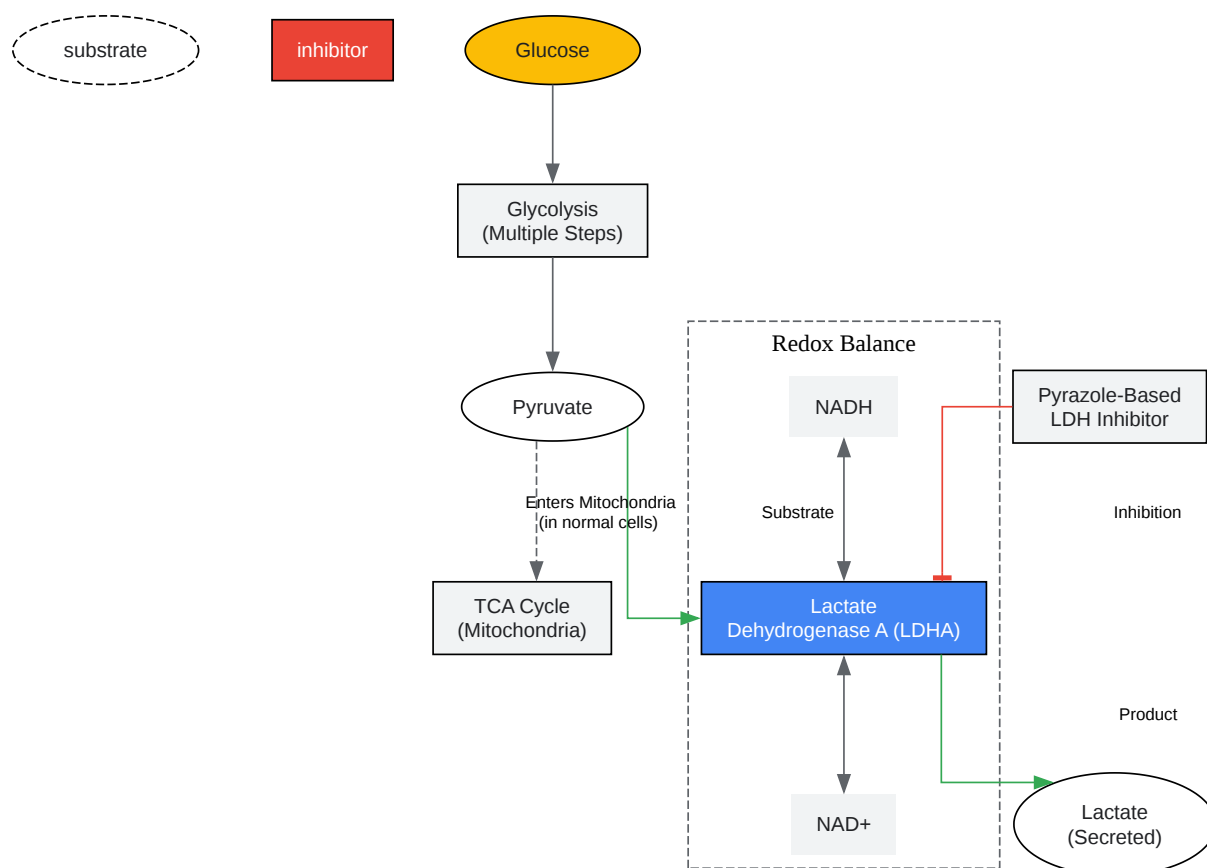 substrate
inhibitor
Glucose
Glycolysis
(Multiple Steps)
Redox Balance
Pyruvate
NADH
Pyrazole-Based
LDH Inhibitor
Enters Mitochondria
(in normal cells)
Substrate
Inhibition
TCA Cycle
(Mitochondria)
Lactate
Dehydrogenase A (LDHA)
Product
NAD+
Lactate
(Secreted)